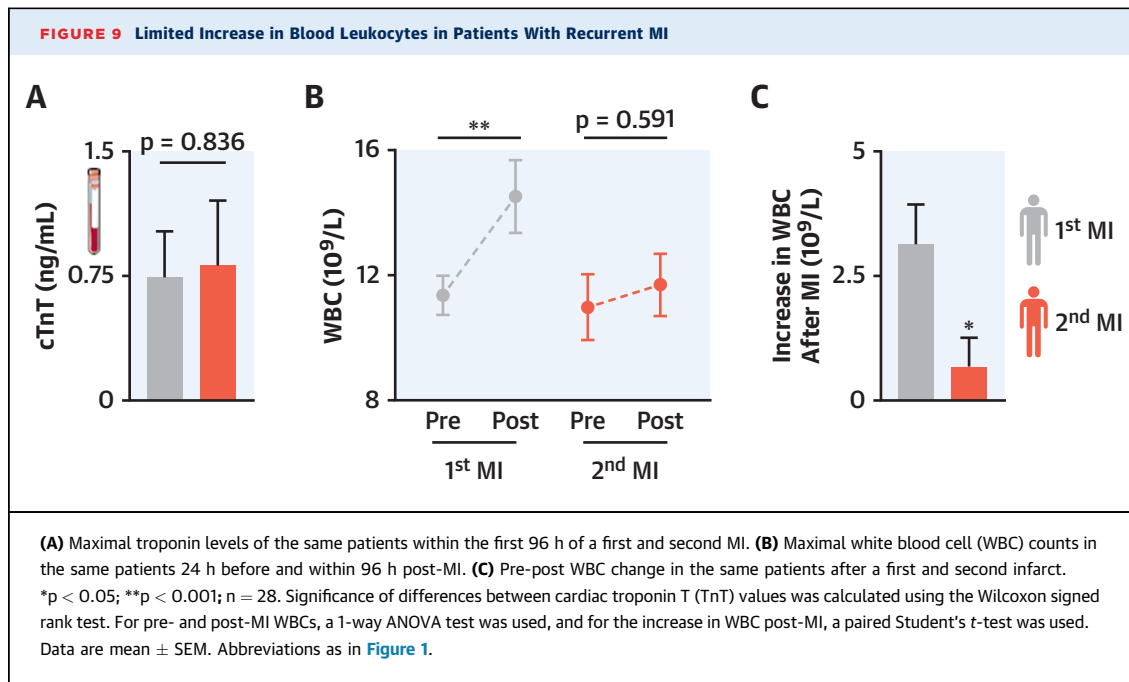 FIGURE 9 Limited Increase in Blood Leukocytes in Patients With Recurrent MI
A
p = 0.836
cTnT (ng/mL)
1.5
0.75
0
B
**
p = 0.591
WBC (10⁹/L)
16
12
8
Pre Post Pre Post
1st MI 2nd MI
C
Increase in WBC
After MI (10⁹/L)
5
2.5
0
*
1st MI
2nd MI
(A) Maximal troponin levels of the same patients within the first 96 h of a first and second MI. (B) Maximal white blood cell (WBC) counts in
the same patients 24 h before and within 96 h post-MI. (C) Pre-post WBC change in the same patients after a first and second infarct.
*p < 0.05; **p < 0.001; n = 28. Significance of differences between cardiac troponin T (TnT) values was calculated using the Wilcoxon signed
rank test. For pre- and post-MI WBCs, a 1-way ANOVA test was used, and for the increase in WBC post-MI, a paired Student's t-test was used.
Data are mean ± SEM. Abbreviations as in Figure 1.